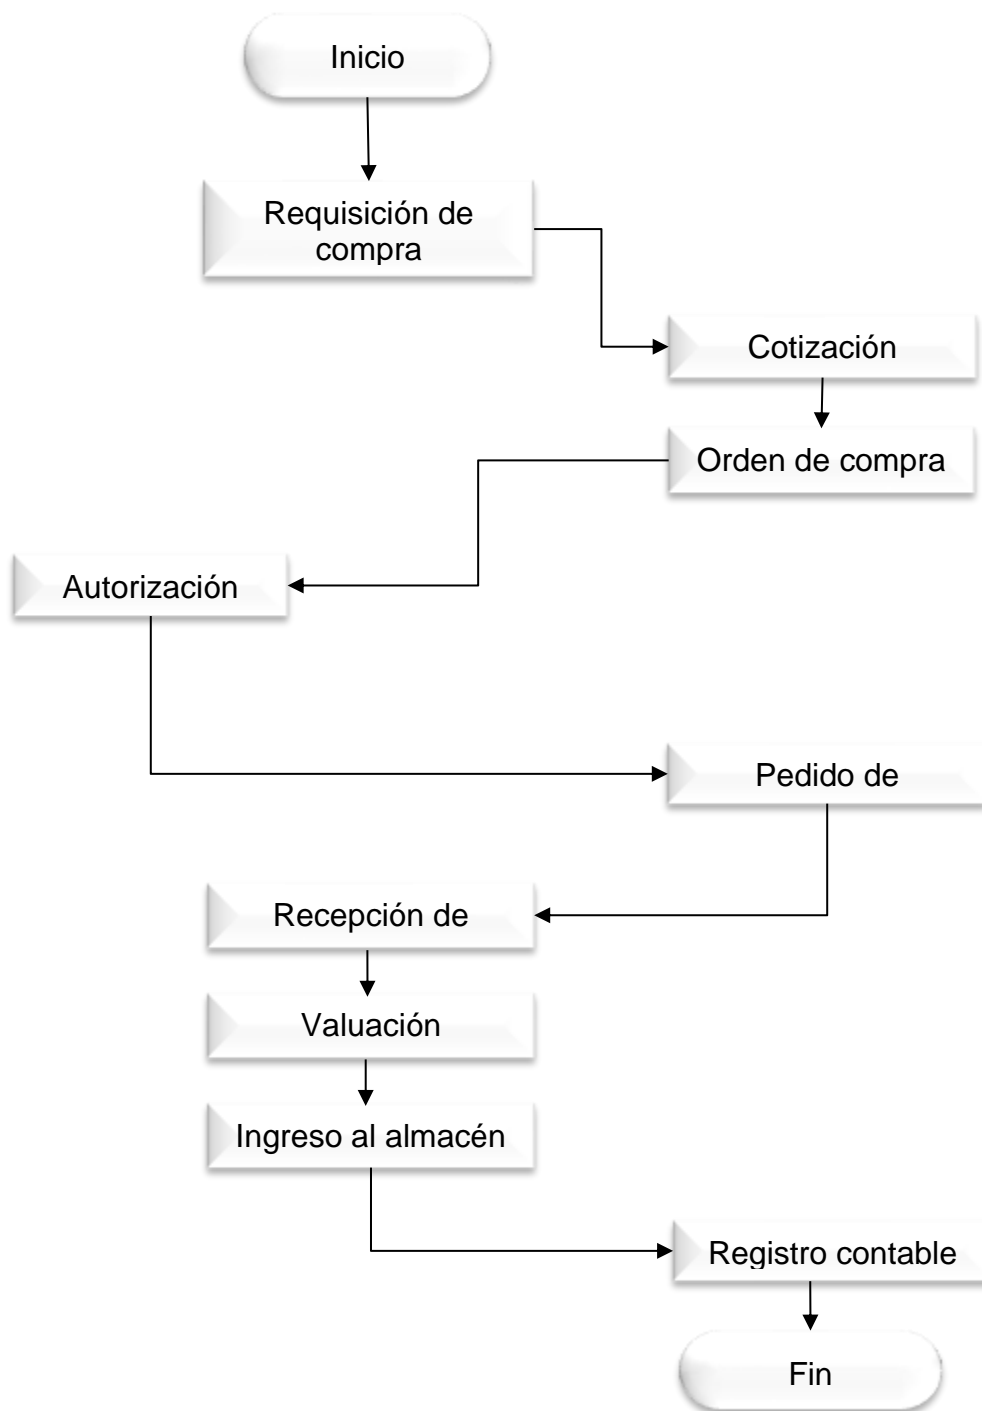 Inicio
Requisición de
compra
Cotización
Orden de compra
Autorización
Pedido de
Recepción de
Valuación
Ingreso al almacén
Registro contable
Fin